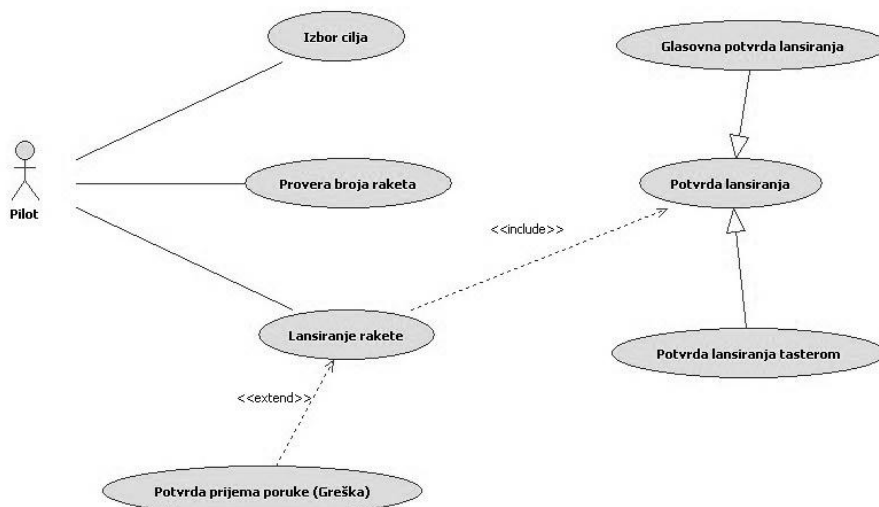 Izbor cilja
Glasovna potvrda lansiranja
Pilot
Provera broja raketa
Potvrda lansiranja
<<include>>
Lansiranje rakete
Potvrda lansiranja tasterom
<<extend>>
Potvrda prijema poruke (Greška)